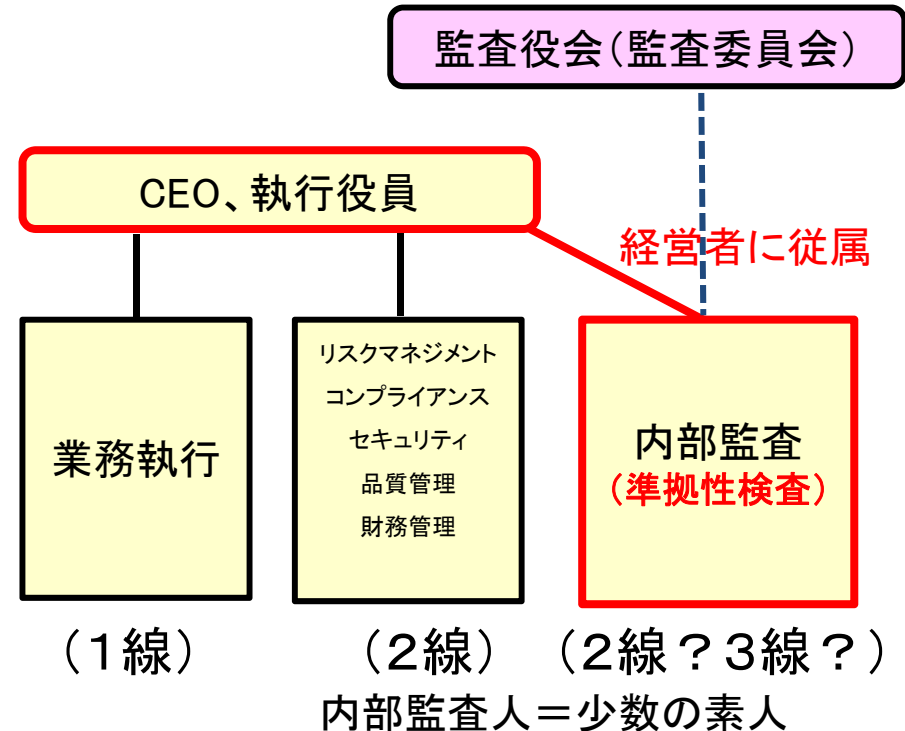 監査役会（監査委員会）
CEO、執行役員
経営者に従属
業務執行
リスクマネジメント
コンプライアンス
セキュリティ
品質管理
財務管理
内部監査
（準拠性検査）
（１線）
（２線）
（２線？３線？）
内部監査人＝少数の素人